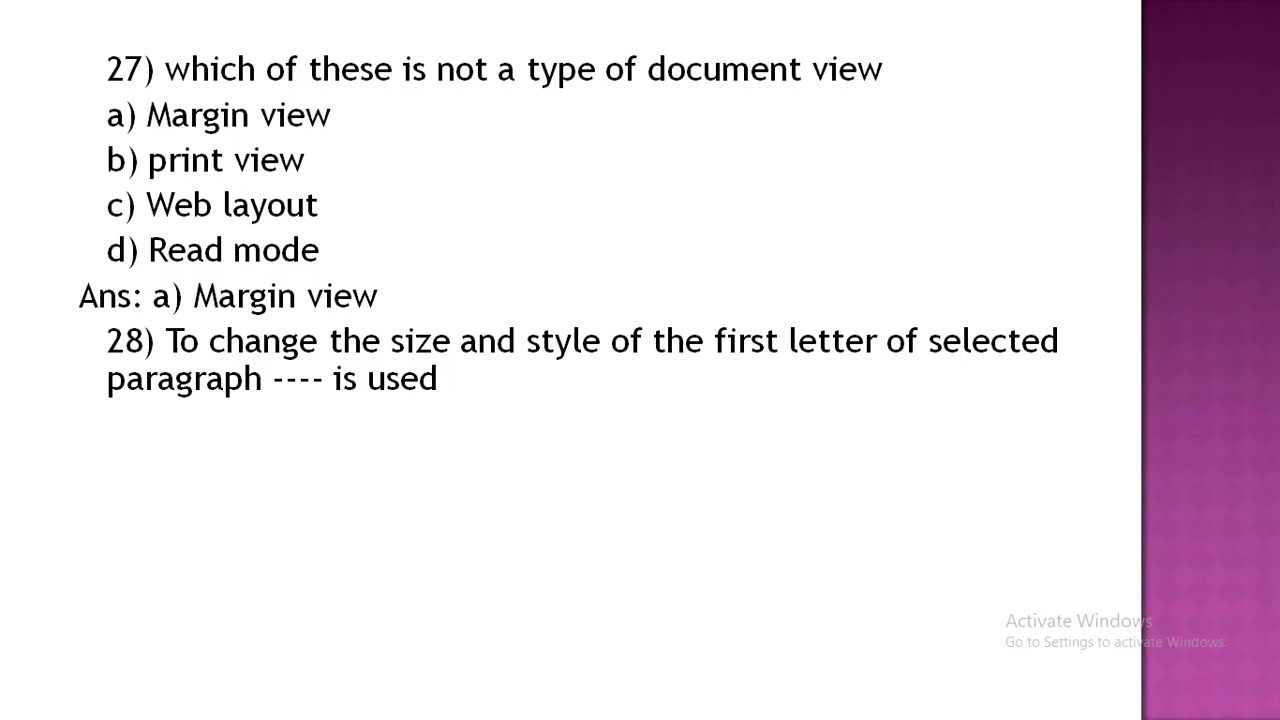 27) which of these is not a type of document view
a) Margin view
b) print view
c) Web layout
d) Read mode
Ans: a) Margin view
28) To change the size and style of the first letter of selected
paragraph ---- is used
Activate Windows
Go to Settings to activate Windows.